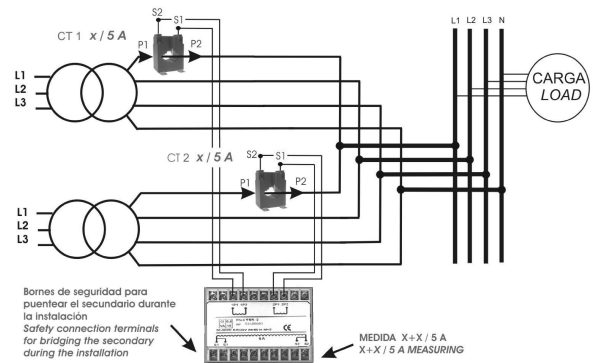 S2
S1
CT 1 x / 5 A
P1
P2
L1
L2
L3
L1 L2 L3 N
CARGA
LOAD
S2
S1
CT 2 x / 5 A
P1
P2
L1
L2
L3
Bornes de seguridad para
puentear el secundario durante
la instalación
Safety connection terminals
for bridging the secondary
during the installation
CE
5 A
MEDIDA X+X / 5 A
X+X / 5 A MEASURING